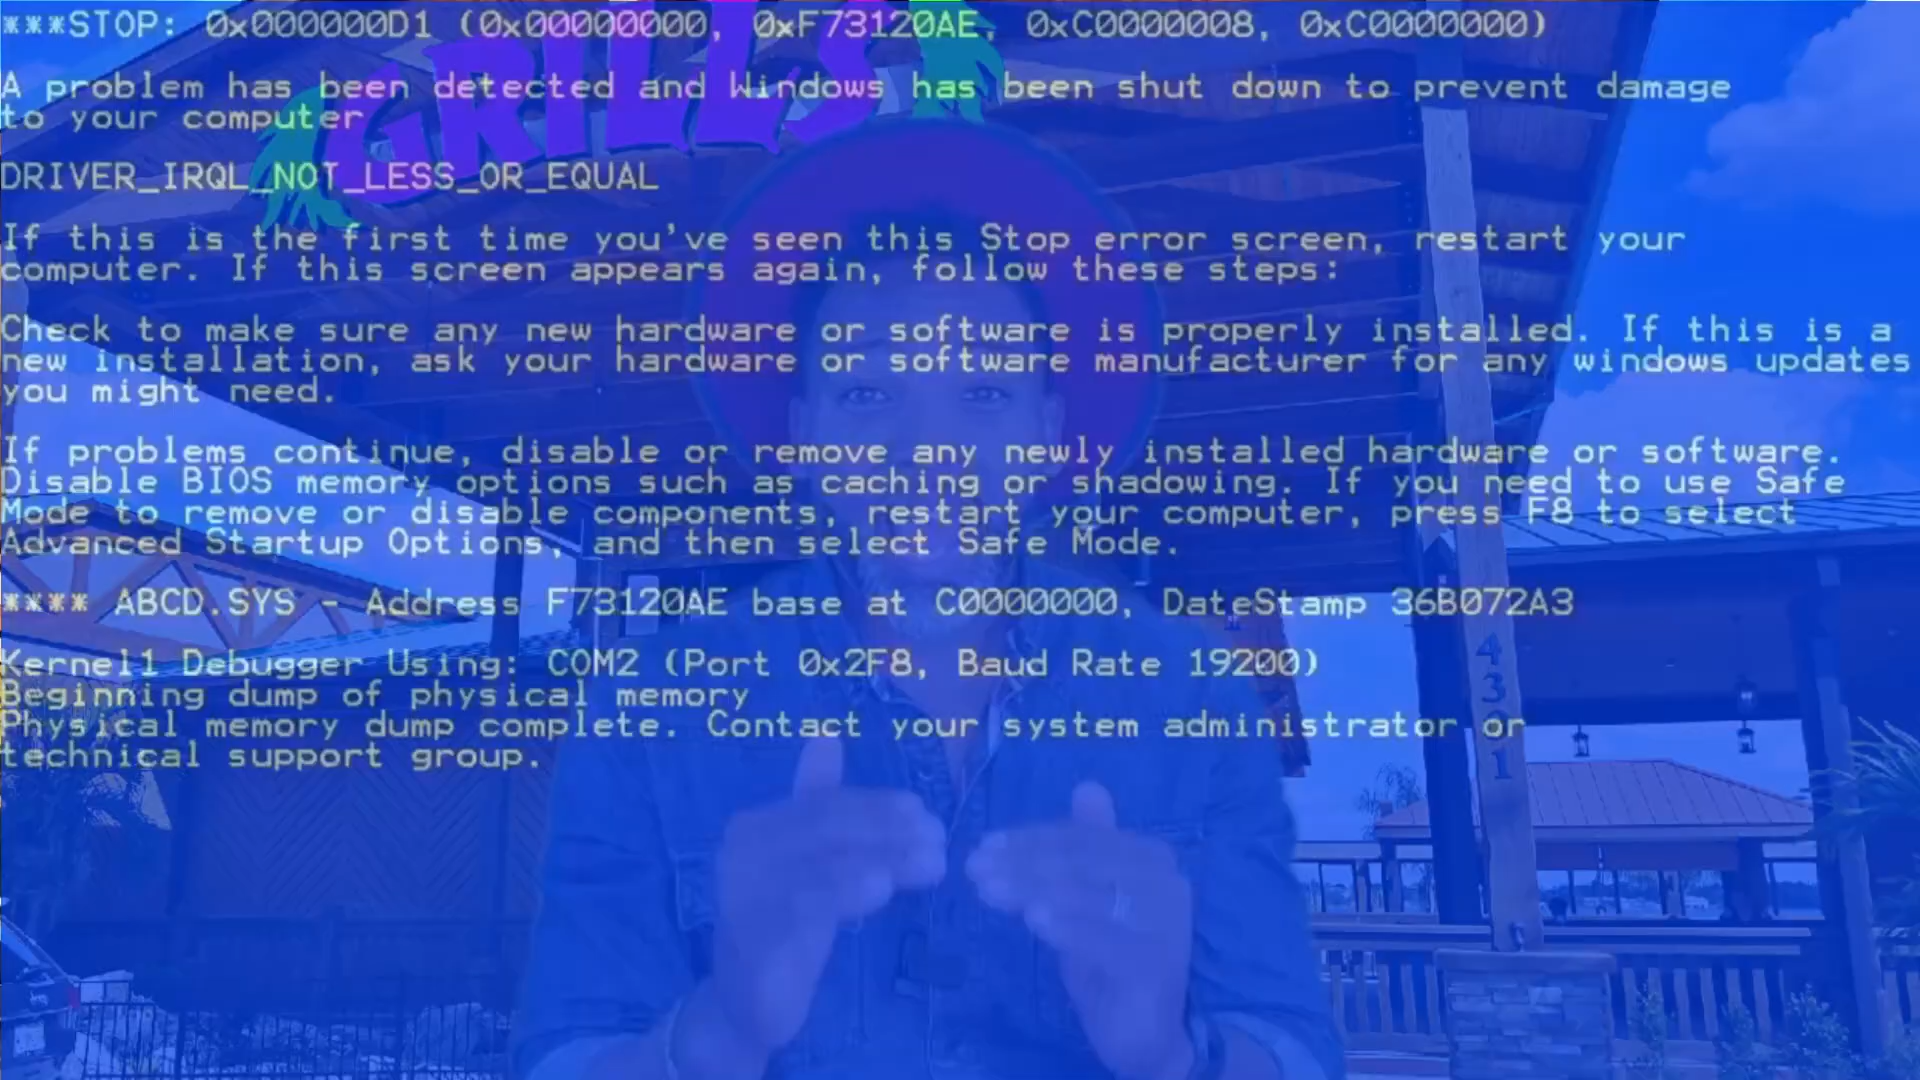 ***STOP: 0x000000D1 (0x00000000, 0xF73120AE, 0xC0000008, 0xC0000000)
A problem has been detected and Windows has been shut down to prevent damage
to your computer
DRIVER_IRQL_NOT_LESS_OR_EQUAL
If this is the first time you've seen this Stop error screen, restart your
computer. If this screen appears again, follow these steps:
Check to make sure any new hardware or software is properly installed. If this is a
new installation, ask your hardware or software manufacturer for any windows updates
you might need.
If problems continue, disable or remove any newly installed hardware or software.
Disable BIOS memory options such as caching or shadowing. If you need to use Safe
Mode to remove or disable components, restart your computer, press F8 to select
Advanced Startup Options, and then select Safe Mode.
**** ABCD.SYS - Address F73120AE base at C0000000, DateStamp 36B072A3
Kernel1 Debugger Using: COM2 (Port 0x2F8, Baud Rate 19200)
Beginning dump of physical memory
Physical memory dump complete. Contact your system administrator or
technical support group.
GRILLS
4301